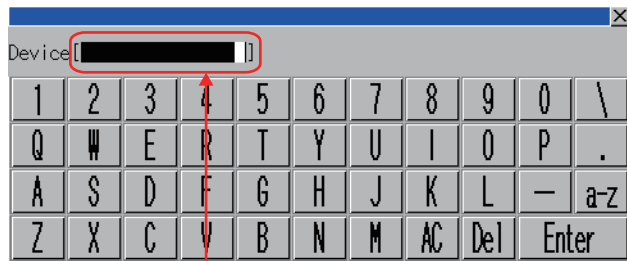 ×
Device[ ]
1 2 3 4 5 6 7 8 9 0 \
Q W E R T Y U I O P .
A S D F G H J K L - a-z
Z X C V B N M AC Del Enter